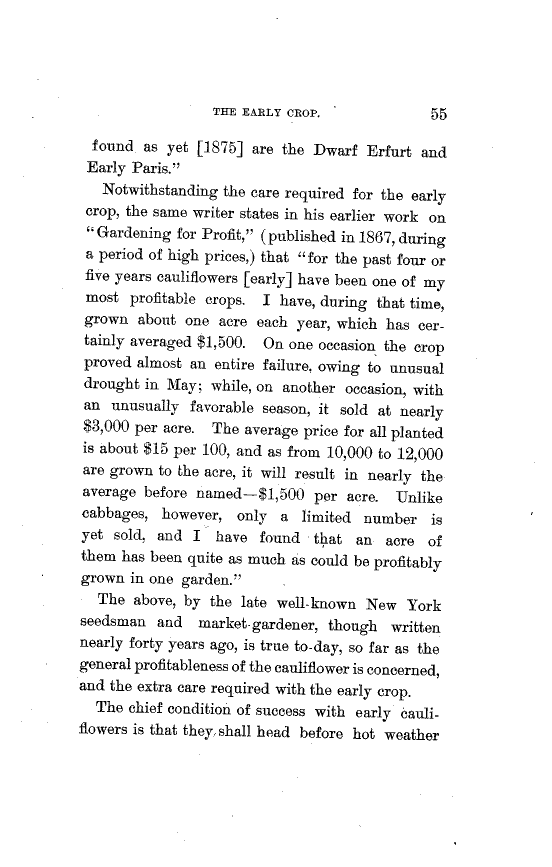 THE EARLY CROP. 55
found as yet [1875] are the Dwarf Erfurt and
Early Paris."
Notwithstanding the care required for the early
crop, the same writer states in his earlier work on
"Gardening for Profit," (published in 1867, during
a period of high prices,) that "for the past four or
five years cauliflowers [early] have been one of my
most profitable crops. I have, during that time,
grown about one acre each year, which has cer-
tainly averaged $1,500. On one occasion the crop
proved almost an entire failure, owing to unusual
drought in May; while, on another occasion, with
an unusually favorable season, it sold at nearly
$3,000 per acre. The average price for all planted
is about $15 per 100, and as from 10,000 to 12,000
are grown to the acre, it will result in nearly the
average before named—$1,500 per acre. Unlike
cabbages, however, only a limited number is
yet sold, and I have found that an acre of
them has been quite as much as could be profitably
grown in one garden."
The above, by the late well-known New York
seedsman and market-gardener, though written
nearly forty years ago, is true to-day, so far as the
general profitableness of the cauliflower is concerned,
and the extra care required with the early crop.
The chief condition of success with early cauli-
flowers is that they shall head before hot weather